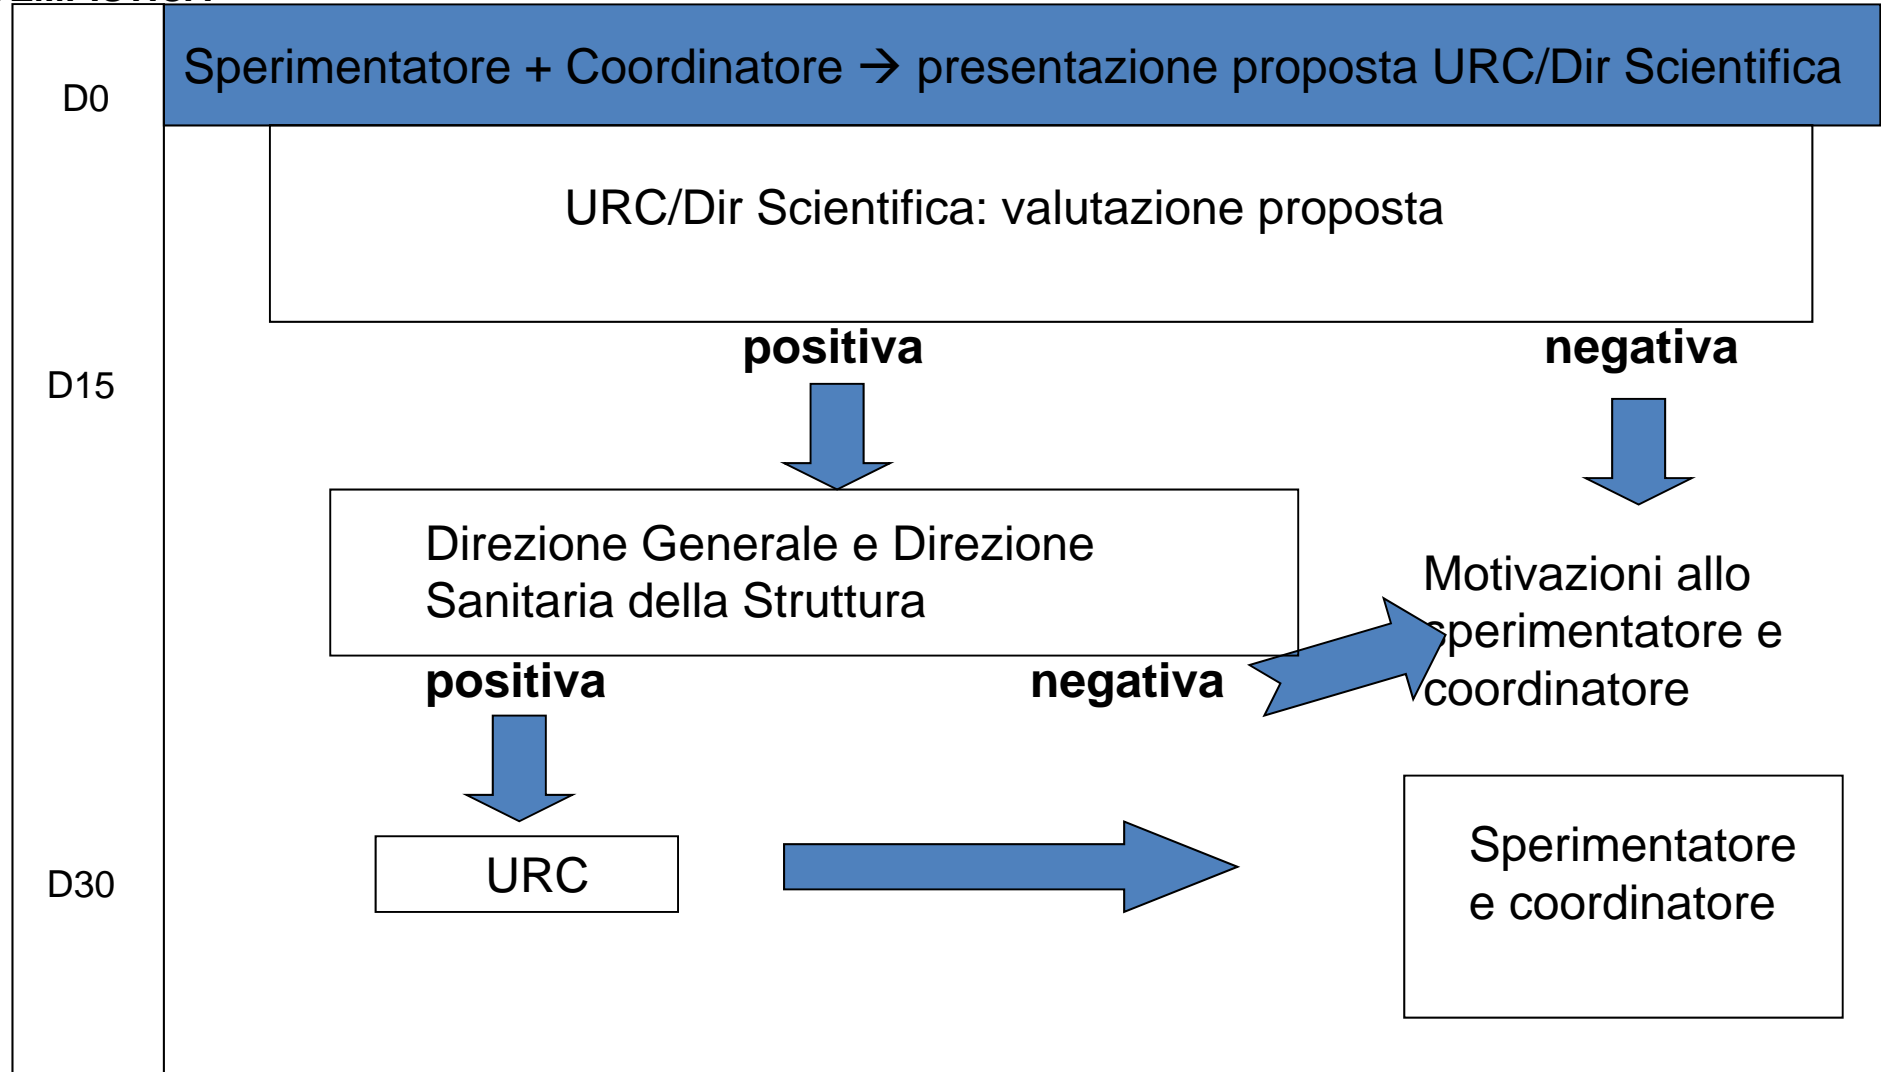 D0
Sperimentatore + Coordinatore → presentazione proposta URC/Dir Scientifica
URC/Dir Scientifica: valutazione proposta
positiva
negativa
D15
Direzione Generale e Direzione
Sanitaria della Struttura
Motivazioni allo
sperimentatore e
coordinatore
positiva
negativa
D30
URC
Sperimentatore
e coordinatore